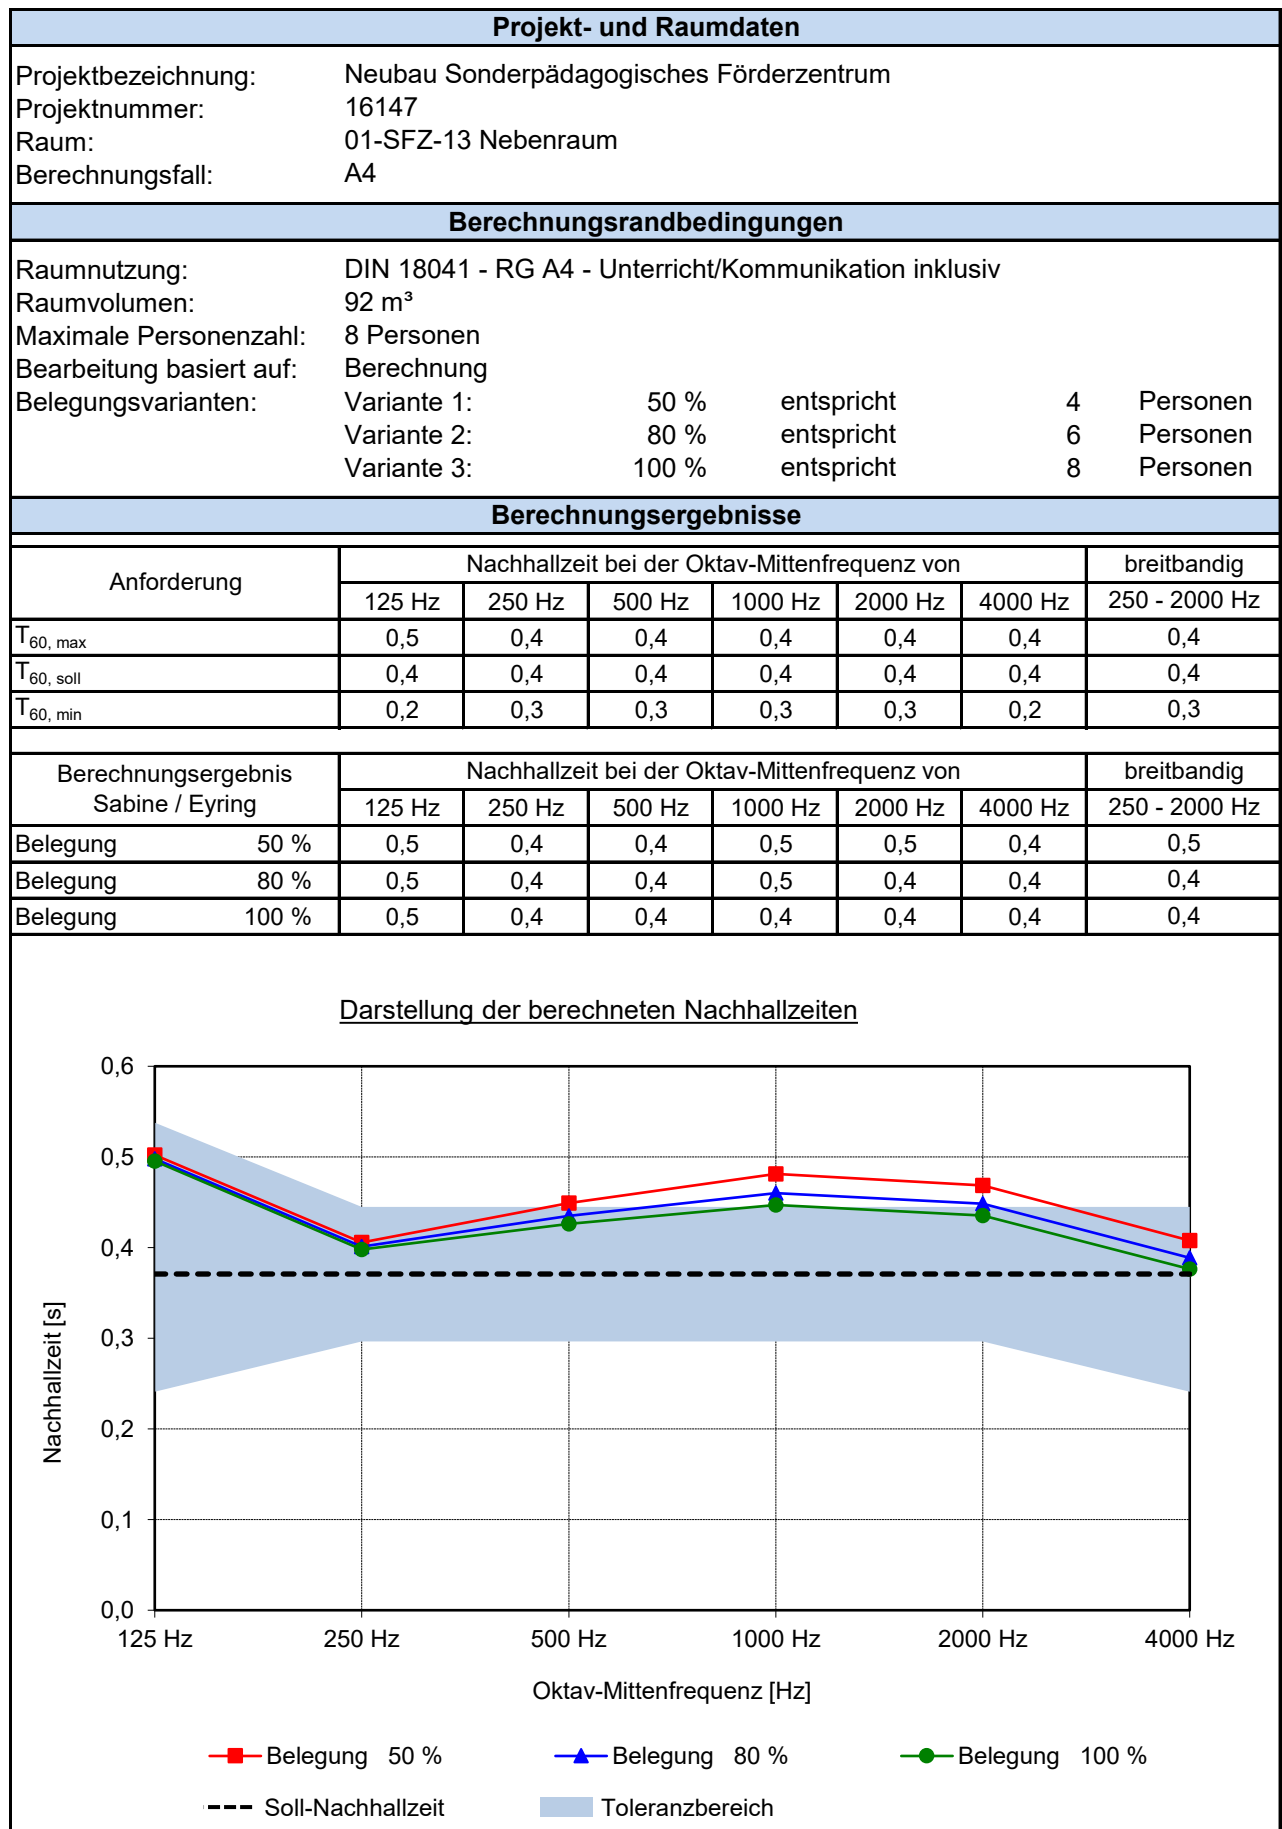 Projekt- und Raumdaten
Projektbezeichnung: Neubau Sonderpädagogisches Förderzentrum
Projektnummer: 16147
Raum: 01-SFZ-13 Nebenraum
Berechnungsfall: A4
Berechnungsrandbedingungen
Raumnutzung: DIN 18041 - RG A4 - Unterricht/Kommunikation inklusiv
Raumvolumen: 92 m³
Maximale Personenzahl: 8 Personen
Bearbeitung basiert auf: Berechnung
Belegungsvarianten: Variante 1: 50 % entspricht 4 Personen
Variante 2: 80 % entspricht 6 Personen
Variante 3: 100 % entspricht 8 Personen
Berechnungsergebnisse
Anforderung Nachhallzeit bei der Oktav-Mittenfrequenz von breitbandig
125 Hz 250 Hz 500 Hz 1000 Hz 2000 Hz 4000 Hz 250 - 2000 Hz
T60, max 0,5 0,4 0,4 0,4 0,4 0,4 0,4
T60, soll 0,4 0,4 0,4 0,4 0,4 0,4 0,4
T60, min 0,2 0,3 0,3 0,3 0,3 0,2 0,3
Berechnungsergebnis Nachhallzeit bei der Oktav-Mittenfrequenz von breitbandig
Sabine / Eyring 125 Hz 250 Hz 500 Hz 1000 Hz 2000 Hz 4000 Hz 250 - 2000 Hz
Belegung 50 % 0,5 0,4 0,4 0,5 0,5 0,4 0,5
Belegung 80 % 0,5 0,4 0,4 0,5 0,4 0,4 0,4
Belegung 100 % 0,5 0,4 0,4 0,4 0,4 0,4 0,4
Darstellung der berechneten Nachhallzeiten
0,6
0,5
0,4
0,3
0,2
0,1
0,0
Nachhallzeit [s]
125 Hz 250 Hz 500 Hz 1000 Hz 2000 Hz 4000 Hz
Oktav-Mittenfrequenz [Hz]
Belegung 50 % Belegung 80 % Belegung 100 %
Soll-Nachhallzeit Toleranzbereich